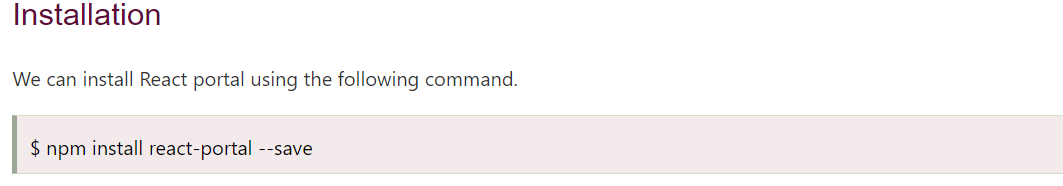 Installation
We can install React portal using the following command.
$ npm install react-portal --save